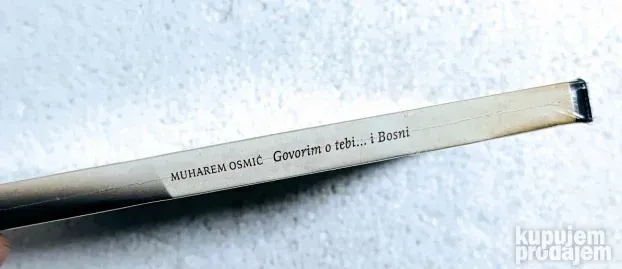 MUHAREM OSMIĆ Govorim o tebi... i Bosni
kupujem
prodajem